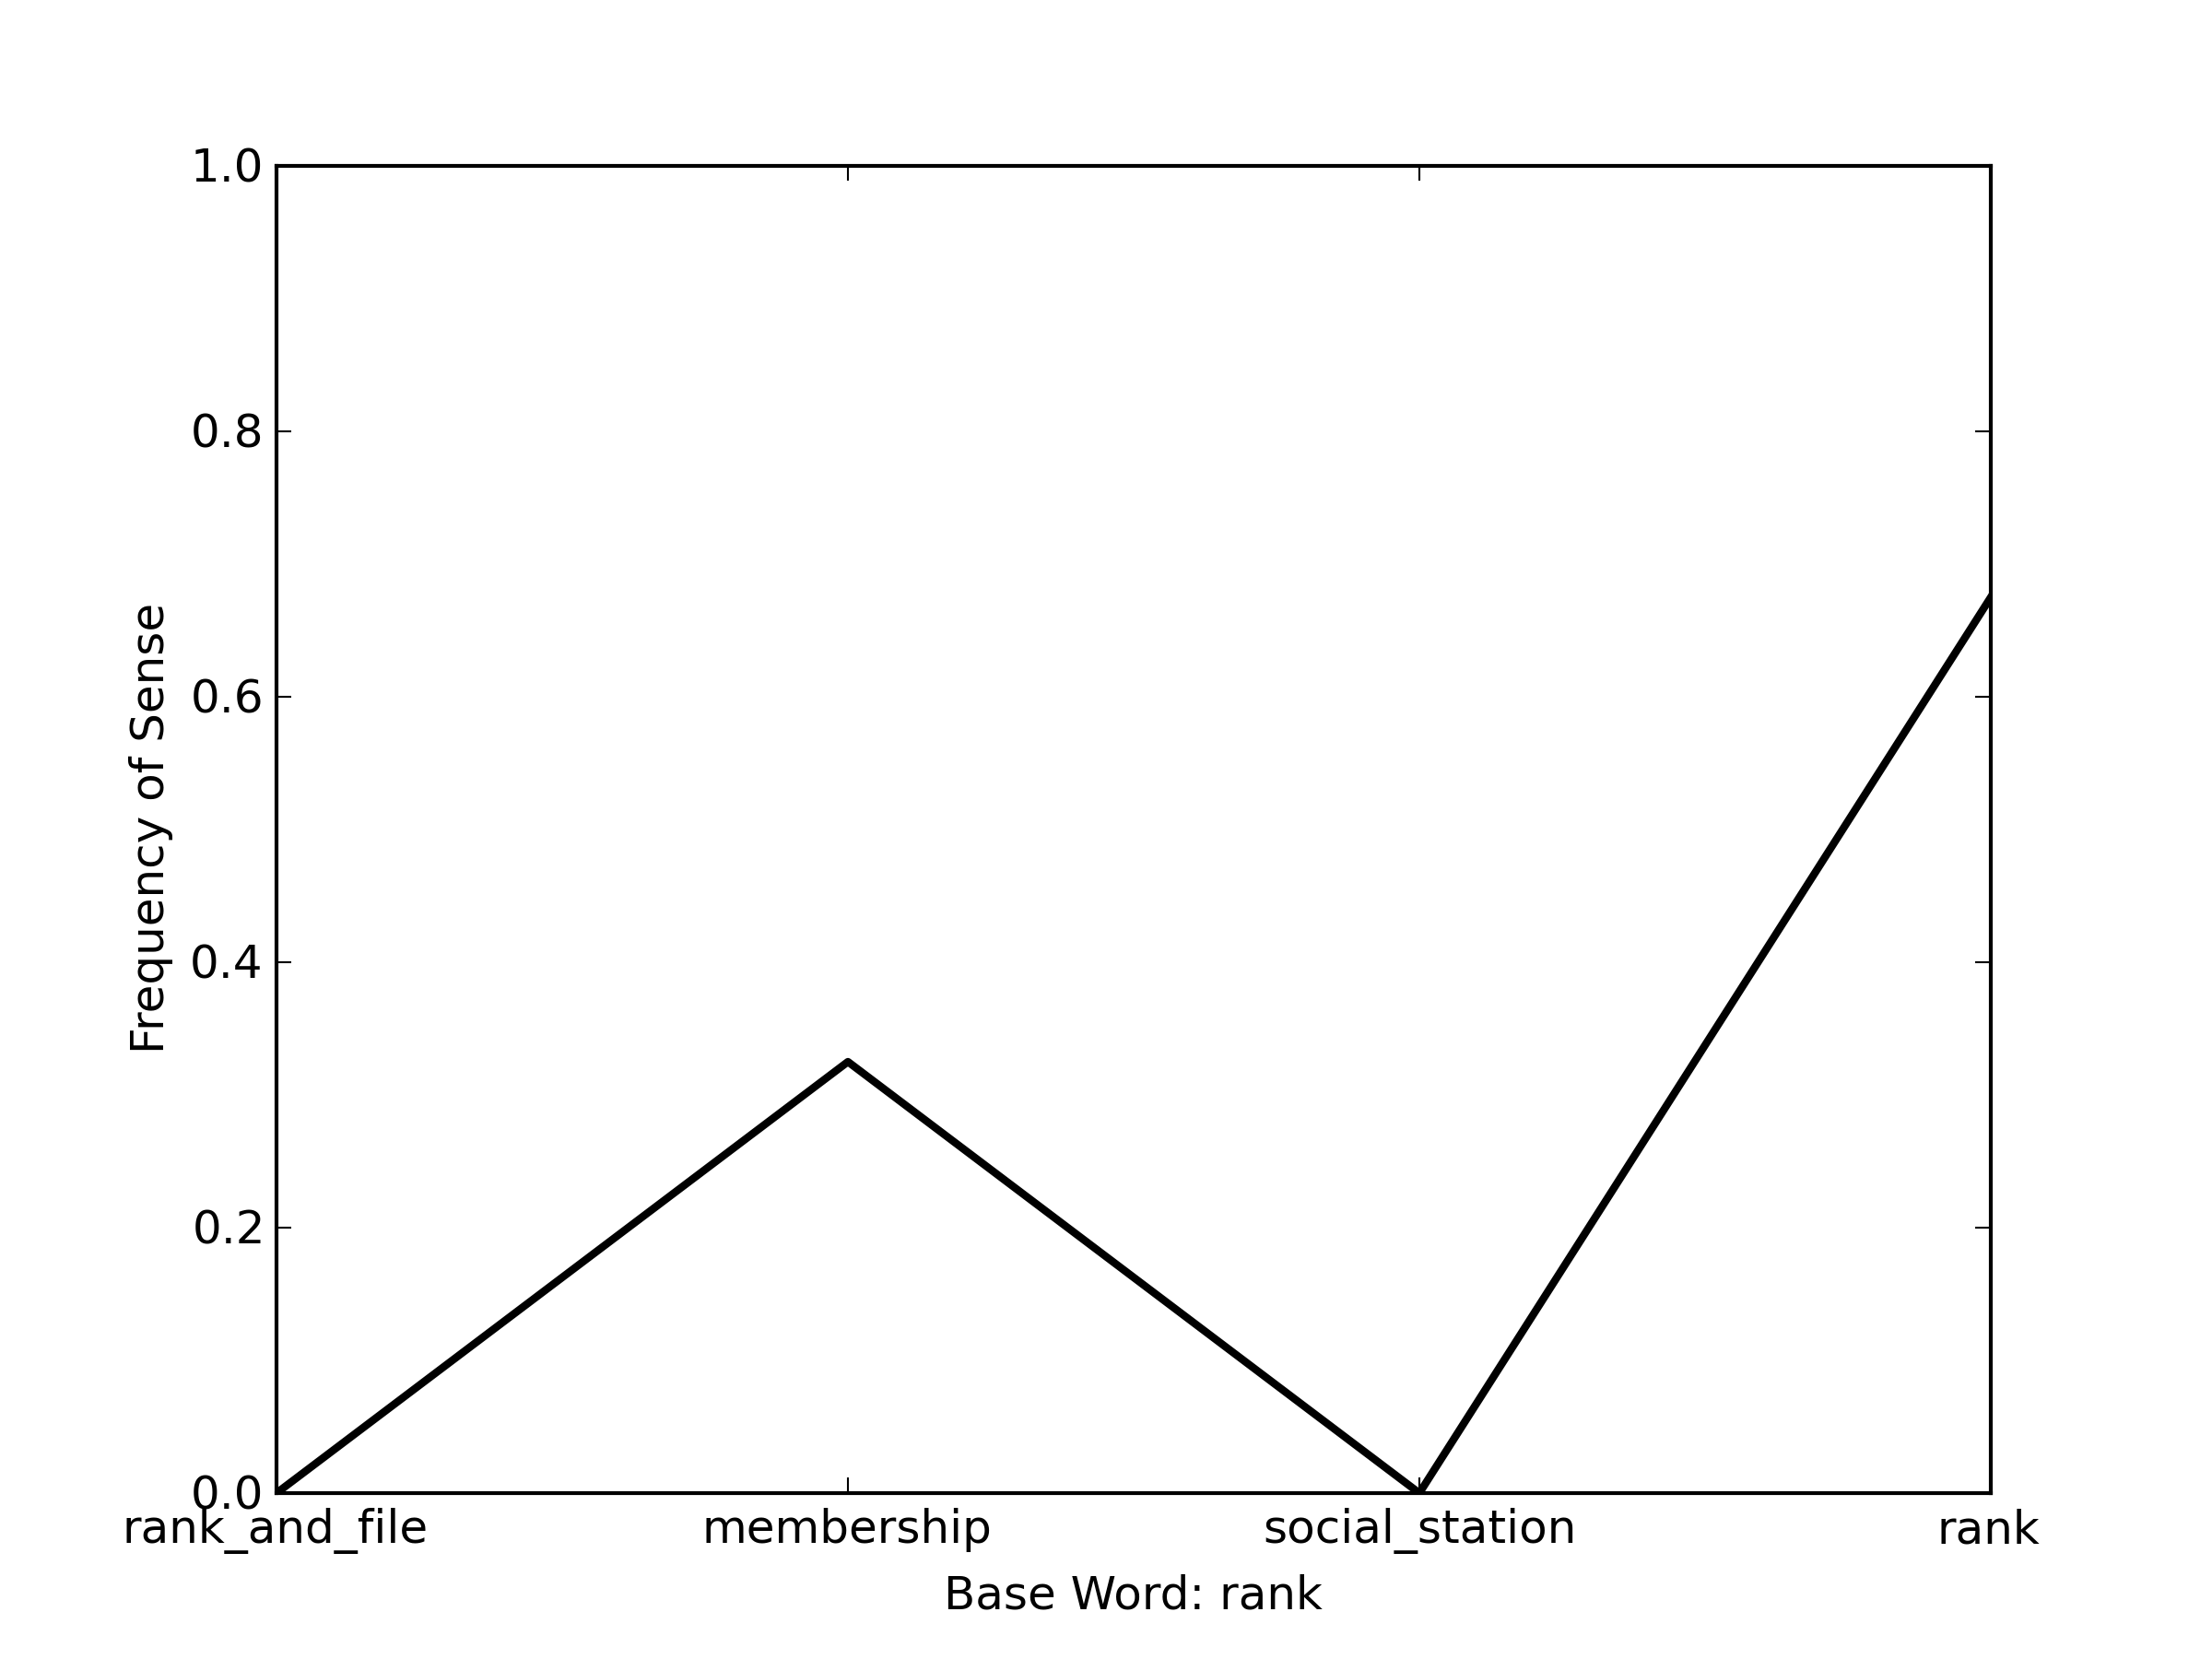 1.0
0.8
0.6
0.4
0.2
0.0
Frequency of Sense
rank_and_file membership social_station rank
Base Word: rank